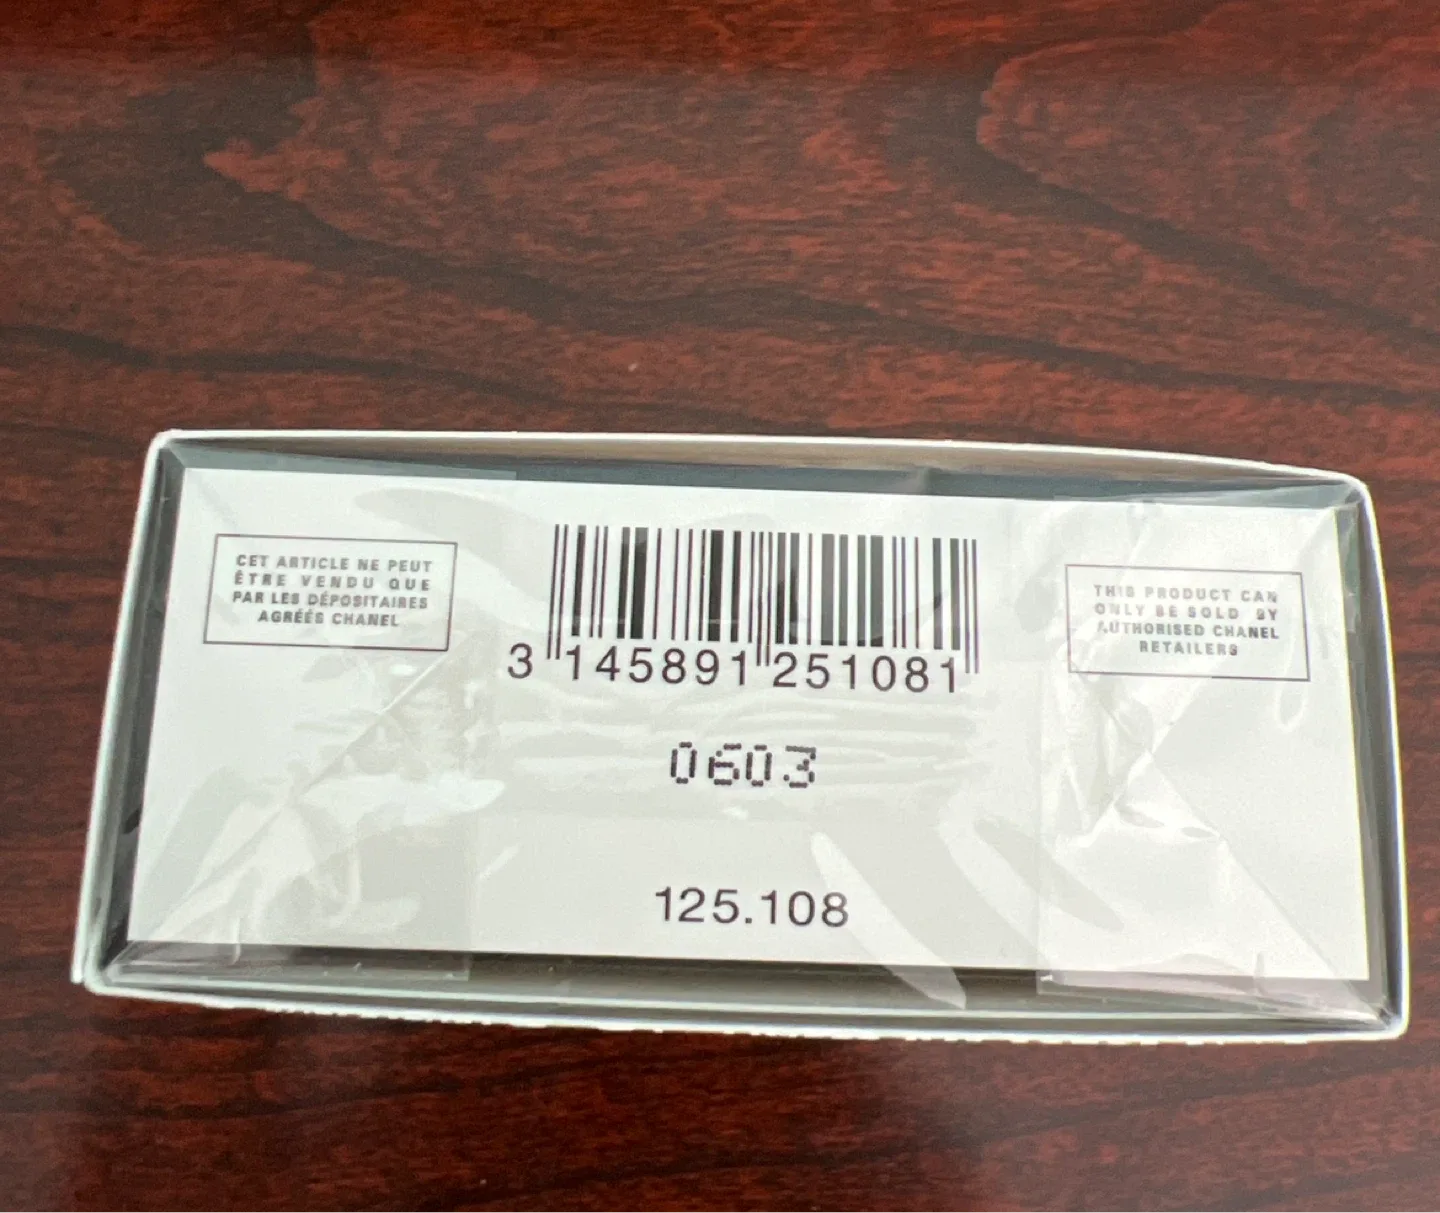 CET ARTICLE NE PEUT
ÊTRE VENDU QUE
PAR LES DÉPOSITAIRES
AGRÉÉS CHANEL
3 145891 251081
THIS PRODUCT CAN
ONLY BE SOLD BY
AUTHORISED CHANEL
RETAILERS
0603
125.108